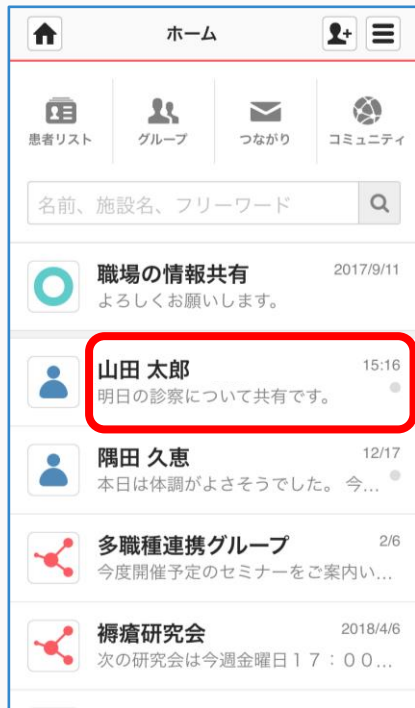 ホーム
患者リスト
グループ
つながり
コミュニティ
名前、施設名、フリーワード
職場の情報共有 2017/9/11
よろしくお願いします。
山田 太郎 15:16
明日の診察について共有です。
隅田 久恵 12/17
本日は体調がよさそうでした。 今...
多職種連携グループ 2/6
今度開催予定のセミナーをご案内い...
褥瘡研究会 2018/4/6
次の研究会は今週金曜日１７：００...